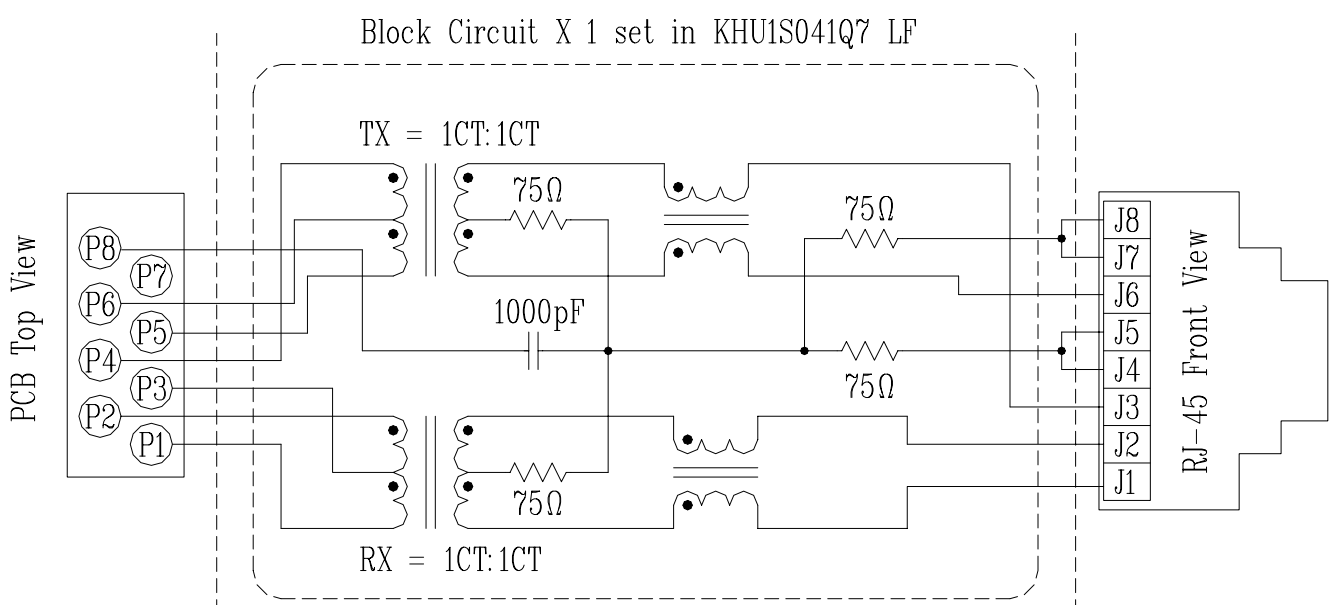 Block Circuit X 1 set in KHU1S041Q7 LF
TX = 1CT:1CT
PCB Top View
P8
P7
P6
P5
P4
P3
P2
P1
75Ω
75Ω
1000pF
75Ω
75Ω
RX = 1CT:1CT
J8
J7
J6
J5
J4
J3
J2
J1
RJ-45 Front View